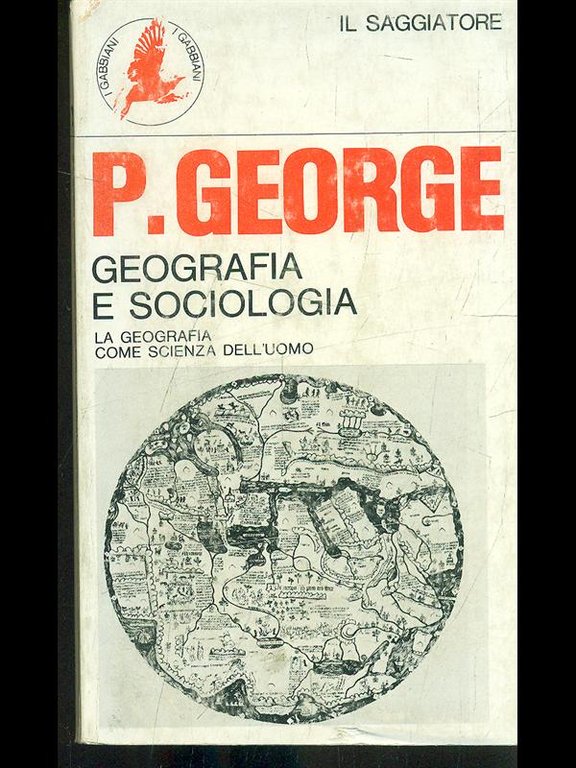 I GABBIANI
I GABBIANI
IL SAGGIATORE
P. GEORGE
GEOGRAFIA
E SOCIOLOGIA
LA GEOGRAFIA
COME SCIENZA DELL'UOMO